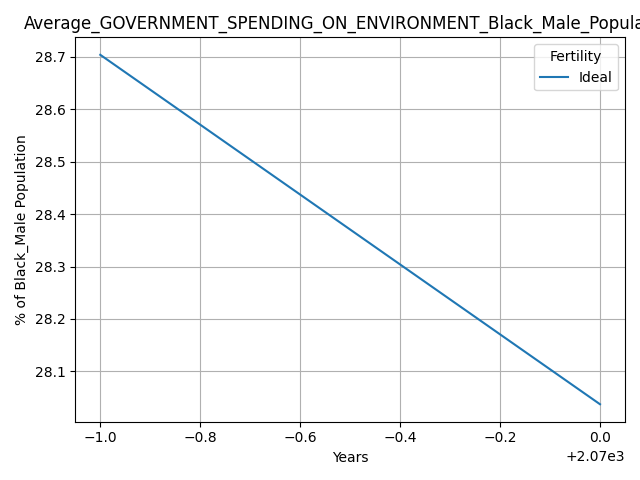 Average_GOVERNMENT_SPENDING_ON_ENVIRONMENT_Black_Male_Popula
28.7
28.6
28.5
28.4
28.3
28.2
28.1
% of Black_Male Population
Fertility
Ideal
−1.0
−0.8
−0.6
−0.4
−0.2
0.0
Years
+2.07e3